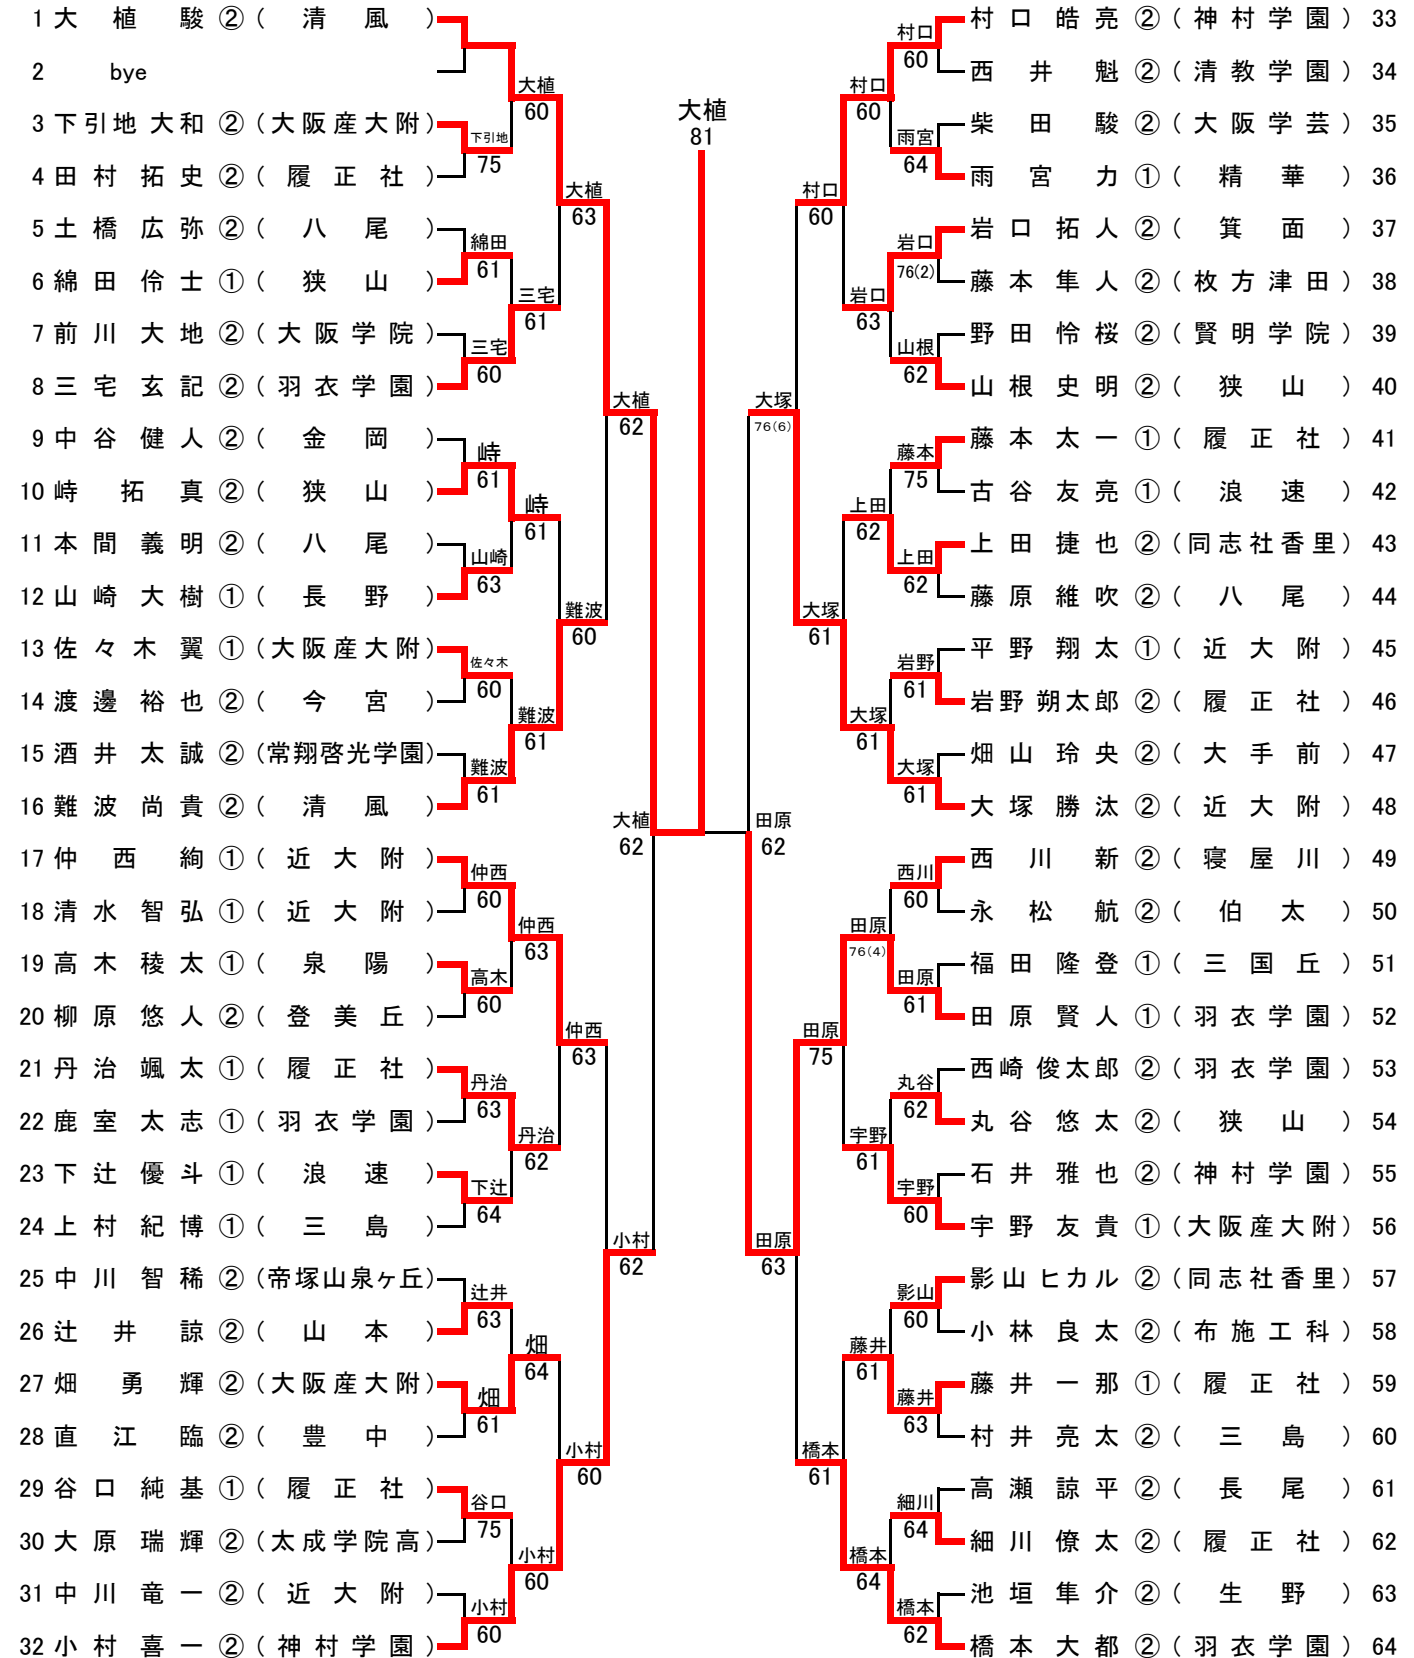 1 大植 駿 ② ( 清風 )
2 bye
3 下引地 大和 ② ( 大阪産大附 )
4 田村 拓史 ② ( 履正社 )
5 土橋 広弥 ② ( 八尾 )
6 綿田 伶士 ① ( 狭山 )
7 前川 大地 ② ( 大阪学院 )
8 三宅 玄記 ② ( 羽衣学園 )
9 中谷 健人 ② ( 金岡 )
10 峙 拓真 ② ( 狭山 )
11 本間 義明 ② ( 八尾 )
12 山崎 大樹 ① ( 長野 )
13 佐々木 翼 ① ( 大阪産大附 )
14 渡邊 裕也 ② ( 今宮 )
15 酒井 太誠 ② ( 常翔啓光学園 )
16 難波 尚貴 ② ( 清風 )
17 仲西 絢 ① ( 近大附 )
18 清水 智弘 ① ( 近大附 )
19 高木 稜太 ① ( 泉陽 )
20 柳原 悠人 ② ( 登美丘 )
21 丹治 颯太 ① ( 履正社 )
22 鹿室 太志 ① ( 羽衣学園 )
23 下辻 優斗 ① ( 浪速 )
24 上村 紀博 ① ( 三島 )
25 中川 智稀 ② ( 帝塚山泉ヶ丘 )
26 辻井 諒 ② ( 山本 )
27 畑 勇輝 ② ( 大阪産大附 )
28 直江 臨 ② ( 豊中 )
29 谷口 純基 ① ( 履正社 )
30 大原 瑞輝 ② ( 太成学院高 )
31 中川 竜一 ② ( 近大附 )
32 小村 喜一 ② ( 神村学園 )
下引地
75
綿田
61
三宅
60
峙
61
山崎
63
佐々木
60
難波
61
仲西
60
高木
60
丹治
63
下辻
64
辻井
63
畑
61
谷口
75
小村
60
大植
60
三宅
61
峙
61
難波
61
仲西
63
丹治
62
畑
64
小村
60
大植
63
難波
60
仲西
63
小村
60
大植
62
小村
62
大植
62
大植
81
田原
62
大塚
76(6)
田原
63
村口
60
大塚
61
田原
75
橋本
61
村口
60
岩口
63
上田
62
大塚
61
田原
76(4)
宇野
61
藤井
61
橋本
64
村口
60
雨宮
64
岩口
76(2)
山根
62
藤本
75
上田
62
岩野
61
大塚
61
西川
60
田原
61
丸谷
62
宇野
60
影山
60
藤井
63
細川
64
橋本
62
村口 皓亮 ② ( 神村学園 ) 33
西井 魁 ② ( 清教学園 ) 34
柴田 駿 ② ( 大阪学芸 ) 35
雨宮 力 ① ( 精華 ) 36
岩口 拓人 ② ( 箕面 ) 37
藤本 隼人 ② ( 枚方津田 ) 38
野田 怜桜 ② ( 賢明学院 ) 39
山根 史明 ② ( 狭山 ) 40
藤本 太一 ① ( 履正社 ) 41
古谷 友亮 ① ( 浪速 ) 42
上田 捷也 ② ( 同志社香里 ) 43
藤原 維吹 ② ( 八尾 ) 44
平野 翔太 ① ( 近大附 ) 45
岩野 朔太郎 ② ( 履正社 ) 46
畑山 玲央 ② ( 大手前 ) 47
大塚 勝汰 ② ( 近大附 ) 48
西川 新 ② ( 寝屋川 ) 49
永松 航 ② ( 伯太 ) 50
福田 隆登 ① ( 三国丘 ) 51
田原 賢人 ① ( 羽衣学園 ) 52
西崎 俊太郎 ② ( 羽衣学園 ) 53
丸谷 悠太 ② ( 狭山 ) 54
石井 雅也 ② ( 神村学園 ) 55
宇野 友貴 ① ( 大阪産大附 ) 56
影山 ヒカル ② ( 同志社香里 ) 57
小林 良太 ② ( 布施工科 ) 58
藤井 一那 ① ( 履正社 ) 59
村井 亮太 ② ( 三島 ) 60
高瀬 諒平 ② ( 長尾 ) 61
細川 僚太 ② ( 履正社 ) 62
池垣 隼介 ② ( 生野 ) 63
橋本 大都 ② ( 羽衣学園 ) 64